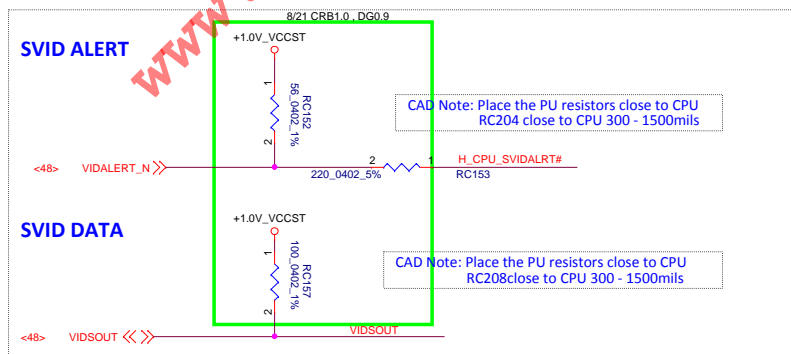 8/21 CRB1.0 , DG0.9
SVID ALERT
+1.0V_VCCST
1
RC152
56_0402_1%
2
CAD Note: Place the PU resistors close to CPU
RC204 close to CPU 300 - 1500mils
<48> VIDALERT_N
2 1
H_CPU_SVIDALRT#
220_0402_5%
RC153
SVID DATA
+1.0V_VCCST
1
RC157
100_0402_1%
2
CAD Note: Place the PU resistors close to CPU
RC208close to CPU 300 - 1500mils
<48> VIDSOUT
VIDSOUT
www